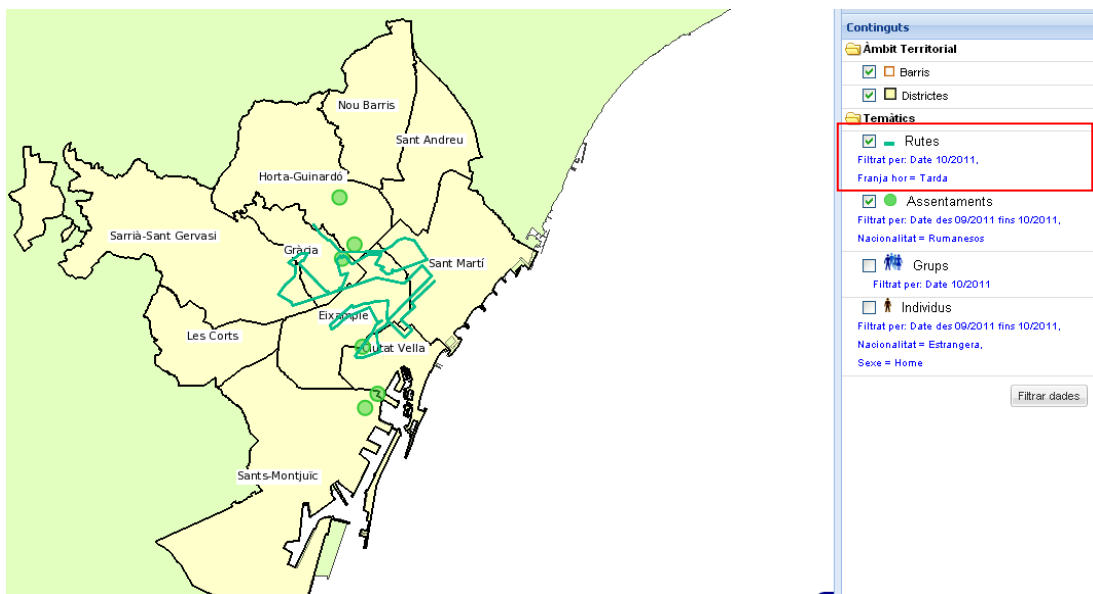 Nou Barris
Sant Andreu
Horta-Guinardó
Sarrià-Sant Gervasi
Gràcia
Sant Martí
Eixample
Les Corts
Ciutat Vella
Sants-Montjuïc
Continguts
Àmbit Territorial
Barris
Districtes
Temàtics
Rutes
Filtrat per: Date 10/2011,
Franja hor = Tarda
Assentaments
Filtrat per: Date des 09/2011 fins 10/2011,
Nacionalitat = Rumanesos
Grups
Filtrat per: Date 10/2011
Individus
Filtrat per: Date des 09/2011 fins 10/2011,
Nacionalitat = Estrangera,
Sexe = Home
Filtrar dades